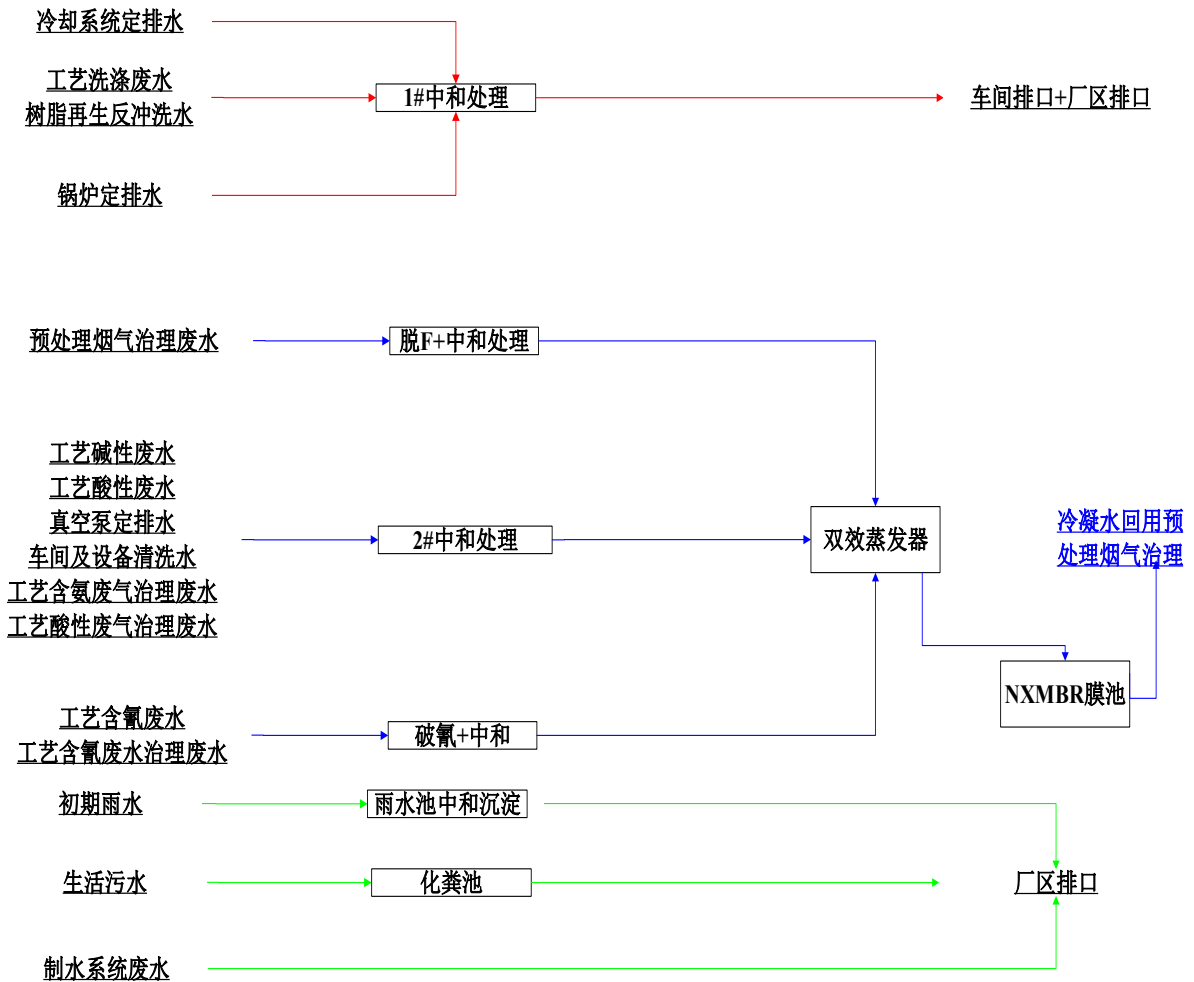 冷却系统定排水
工艺洗涤废水
树脂再生反冲洗水
1#中和处理
车间排口+厂区排口
锅炉定排水
预处理烟气治理废水
脱F+中和处理
工艺碱性废水
工艺酸性废水
真空泵定排水
车间及设备清洗水
工艺含氨废气治理废水
工艺酸性废气治理废水
2#中和处理
双效蒸发器
冷凝水回用预
处理烟气治理
NXMBR膜池
工艺含氰废水
工艺含氰废水治理废水
破氰+中和
初期雨水
雨水池中和沉淀
生活污水
化粪池
厂区排口
制水系统废水